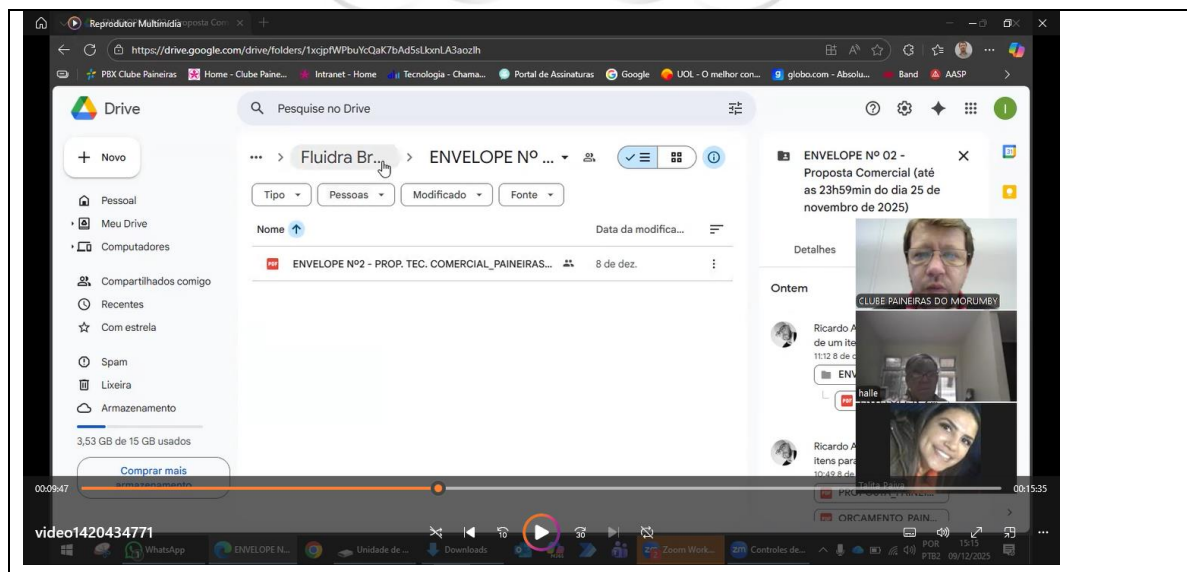 Reprodutor Multimídia
https://drive.google.com/drive/folders/1xcjpfWPbuYcQaK7bAd5sLkxnLA3aozlh
PBX Clube Paineiras Home - Clube Paine... Intranet - Home Tecnologia - Chama... Portal de Assinaturas Google UOL - O melhor con... globo.com - Absolu... Band AASP
Drive
Pesquise no Drive
Novo
Pessoal
Meu Drive
Computadores
Compartilhados comigo
Recentes
Com estrela
Spam
Lixeira
Armazenamento
3,53 GB de 15 GB usados
Comprar mais
armazenamento
Fluidra Br... > ENVELOPE Nº ...
Tipo Pessoas Modificado Fonte
Nome Data da modifica...
ENVELOPE Nº2 - PROP. TEC. COMERCIAL_PAINEIRAS... 8 de dez.
ENVELOPE Nº 02 -
Proposta Comercial (até
as 23h59min do dia 25 de
novembro de 2025)
Detalhes
Ontem
Ricardo A
de um ite
11:12 8 de d
ENV
Ricardo A
itens para
10:49 8 de
ORCAMENTO PAIN...
CLUBE PAINEIRAS DO MORUMBY
halle
Talita Paiva
00:09:47
00:15:35
video1420434771
10
30
WhatsApp ENVELOPE N... Unidade de ... Downloads Zoom Work... Controles de...
POR 15:15
PTB2 09/12/2025